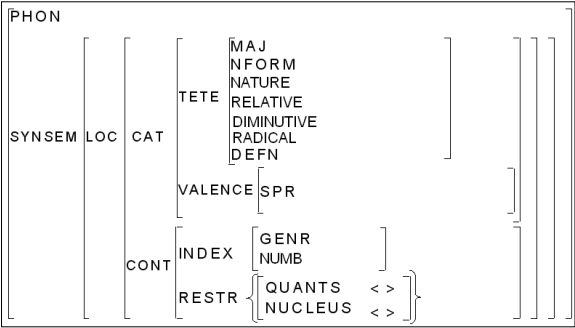 PHON
MAJ
NFORM
NATURE
TETE RELATIVE
DIMINUTIVE
SYNSEM LOC CAT RADICAL
DEFN
VALENCE SPR
GENR
INDEX NUMB
CONT
QUANTS < >
RESTR NUCLEUS < >